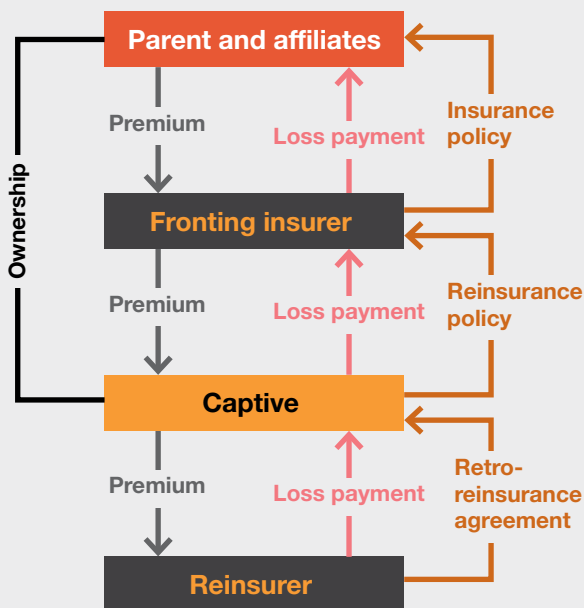 Parent and affiliates
Premium
Loss payment
Insurance
policy
Ownership
Fronting insurer
Premium
Loss payment
Reinsurance
policy
Captive
Premium
Loss payment
Retro-
reinsurance
agreement
Reinsurer